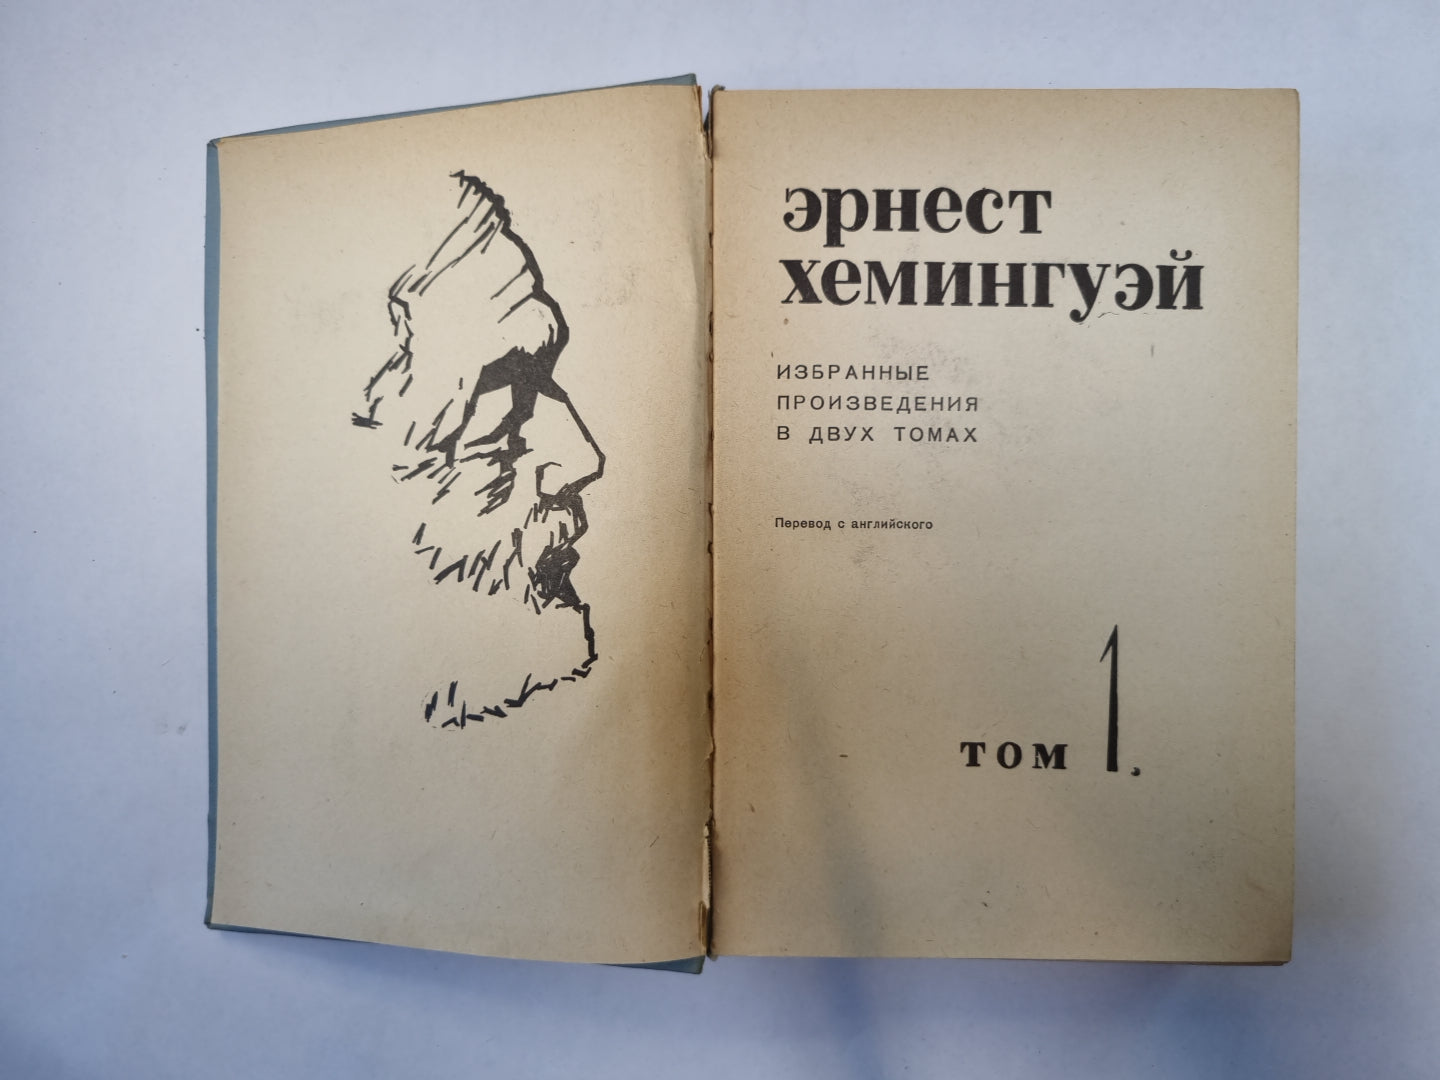 эрнест
хемингуэй
ИЗБРАННЫЕ
ПРОИЗВЕДЕНИЯ
В ДВУХ ТОМАХ
Перевод с английского
том 1.